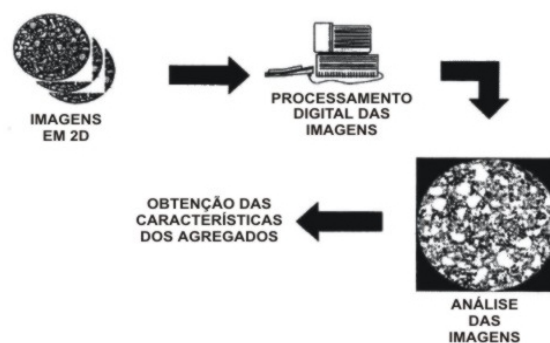 IMAGENS
EM 2D
PROCESSAMENTO
DIGITAL DAS
IMAGENS
ANÁLISE
DAS
IMAGENS
OBTENÇÃO DAS
CARACTERÍSTICAS
DOS AGREGADOS